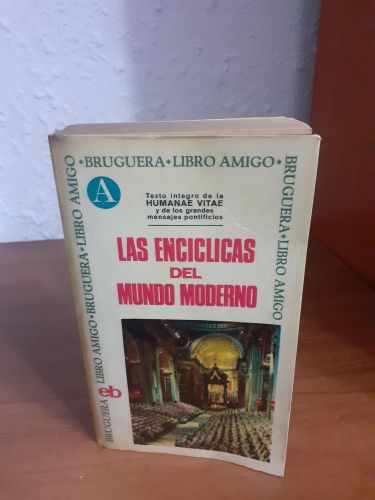 * BRUGUERA * LIBRO AMIGO *
BRUGUERA * LIBRO AMIGO
BRUGUERA * LIBRO AMIGO * BRUGUERA * LIBRO AMIGO
A
Texto íntegro de la
HUMANAE VITAE
y de los grandes
mensajes pontificios
LAS ENCICLICAS
DEL
MUNDO MODERNO
eb